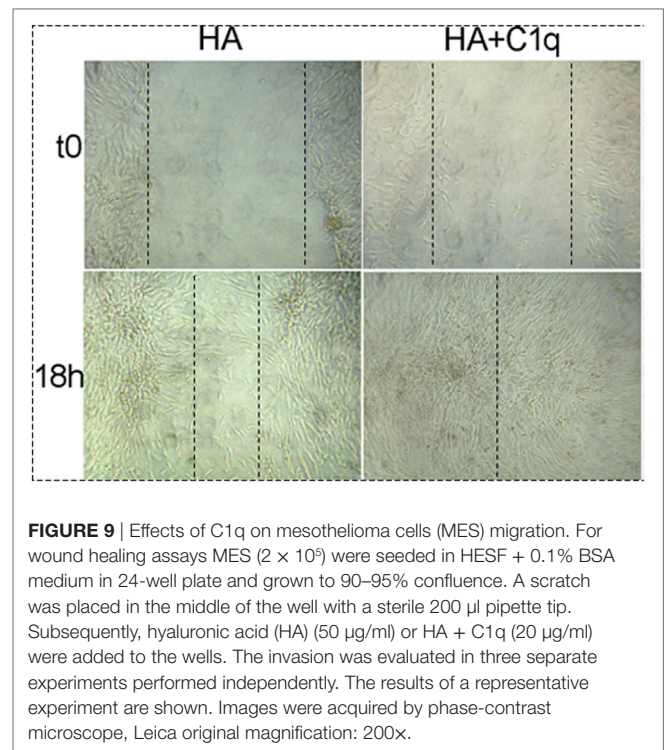 HA HA+C1q
t0
18h
FIGURE 9 | Effects of C1q on mesothelioma cells (MES) migration. For
wound healing assays MES (2 × 10⁵) were seeded in HESF + 0.1% BSA
medium in 24-well plate and grown to 90–95% confluence. A scratch
was placed in the middle of the well with a sterile 200 µl pipette tip.
Subsequently, hyaluronic acid (HA) (50 µg/ml) or HA + C1q (20 µg/ml)
were added to the wells. The invasion was evaluated in three separate
experiments performed independently. The results of a representative
experiment are shown. Images were acquired by phase-contrast
microscope, Leica original magnification: 200×.